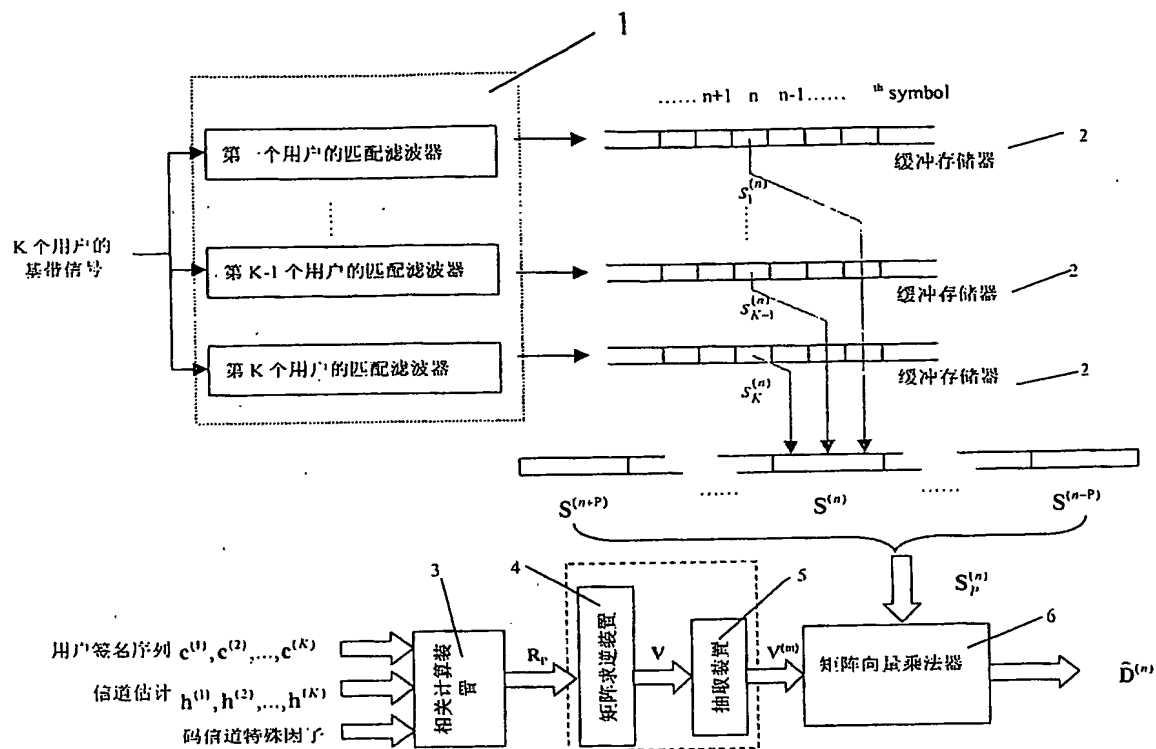 1
…… n+1 n n-1…… th symbol
第一个用户的匹配滤波器
2
缓冲存储器
s₁⁽ⁿ⁾
K 个用户的
基带信号
第 K-1 个用户的匹配滤波器
2
缓冲存储器
s_{K-1}^{(n)}
第 K 个用户的匹配滤波器
2
缓冲存储器
s_K^{(n)}
S^{(n+P)} …… S^{(n)} …… S^{(n-P)}
S_P^{(n)}
3
4
5
6
用户签名序列 c^{(1)},c^{(2)},...,c^{(K)}
信道估计 h^{(1)},h^{(2)},...,h^{(K)}
码信道特殊因子
相关计算装置
R_P
矩阵求逆装置
V
抽取装置
V^{(m)}
矩阵向量乘法器
D̂^{(n)}